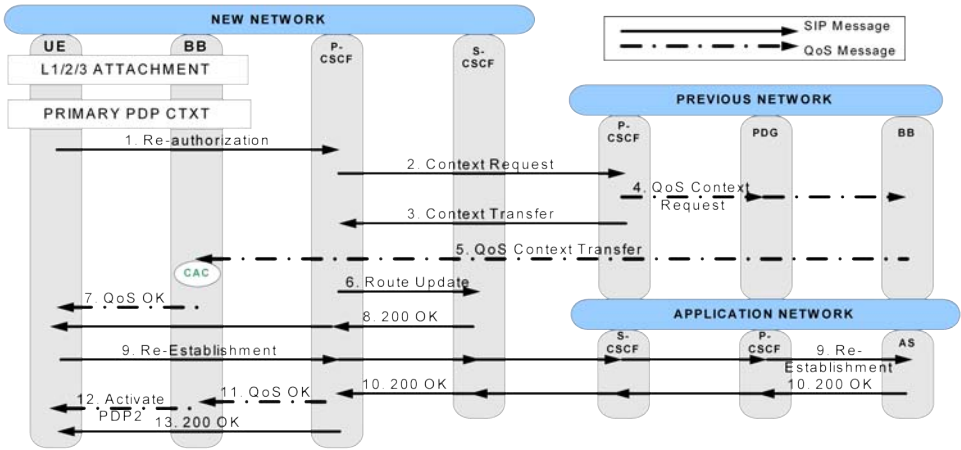 NEW NETWORK
SIP Message
QoS Message
UE
BB
P-
CSCF
S-
CSCF
L1/2/3 ATTACHMENT
PRIMARY PDP CTXT
PREVIOUS NETWORK
P-
CSCF
PDG
BB
1. Re-authorization
2. Context Request
4. QoS Context
Request
3. Context Transfer
5. QoS Context Transfer
CAC
6. Route Update
7. QoS OK
8. 200 OK
APPLICATION NETWORK
S-
CSCF
P-
CSCF
AS
9. Re-Establishment
9. Re-
Establishment
10. 200 OK
10. 200 OK
11. QoS OK
12. Activate
PDP2
13. 200 OK